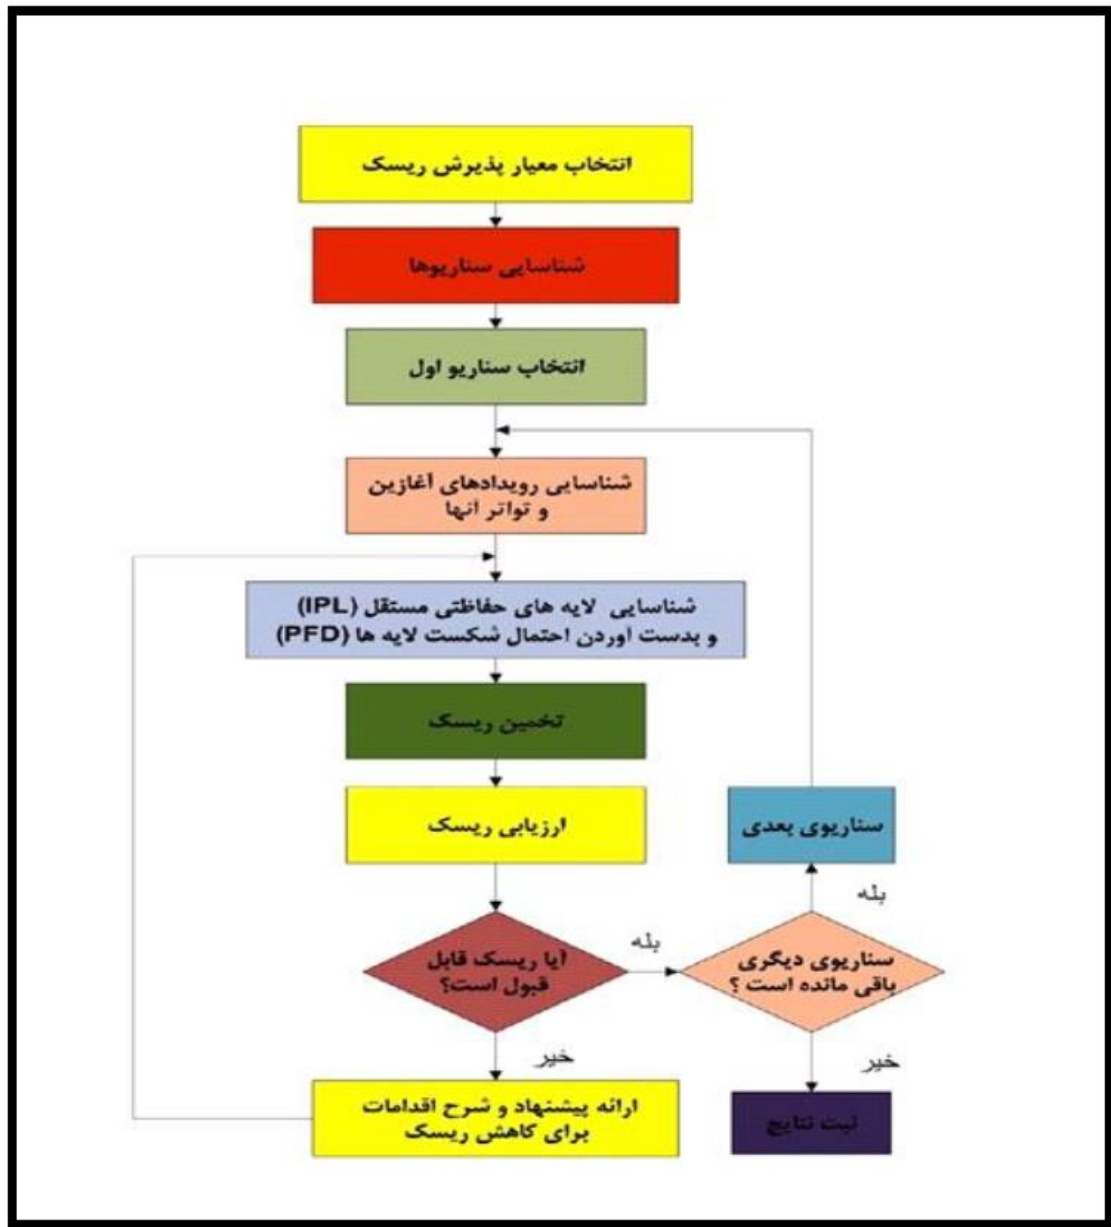 انتخاب معیار پذیرش ریسک
شناسایی سناریوها
انتخاب سناریو اول
شناسایی رویدادهای آغازین
و تواتر آنها
شناسایی لایه های حفاظتی مستقل (IPL)
و بدست آوردن احتمال شکست لایه ها (PFD)
تخمین ریسک
ارزیابی ریسک
سناریوی بعدی
بله
آیا ریسک قابل
قبول است؟
بله
سناریوی دیگری
باقی مانده است ؟
خیر
خیر
ارائه پیشنهاد و شرح اقدامات
برای کاهش ریسک
ثبت نتایج